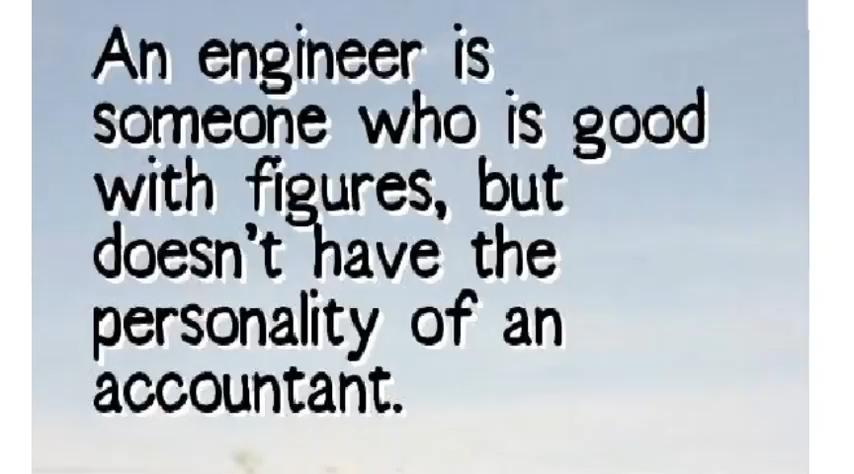 An engineer is
someone who is good
with figures, but
doesn't have the
personality of an
accountant.